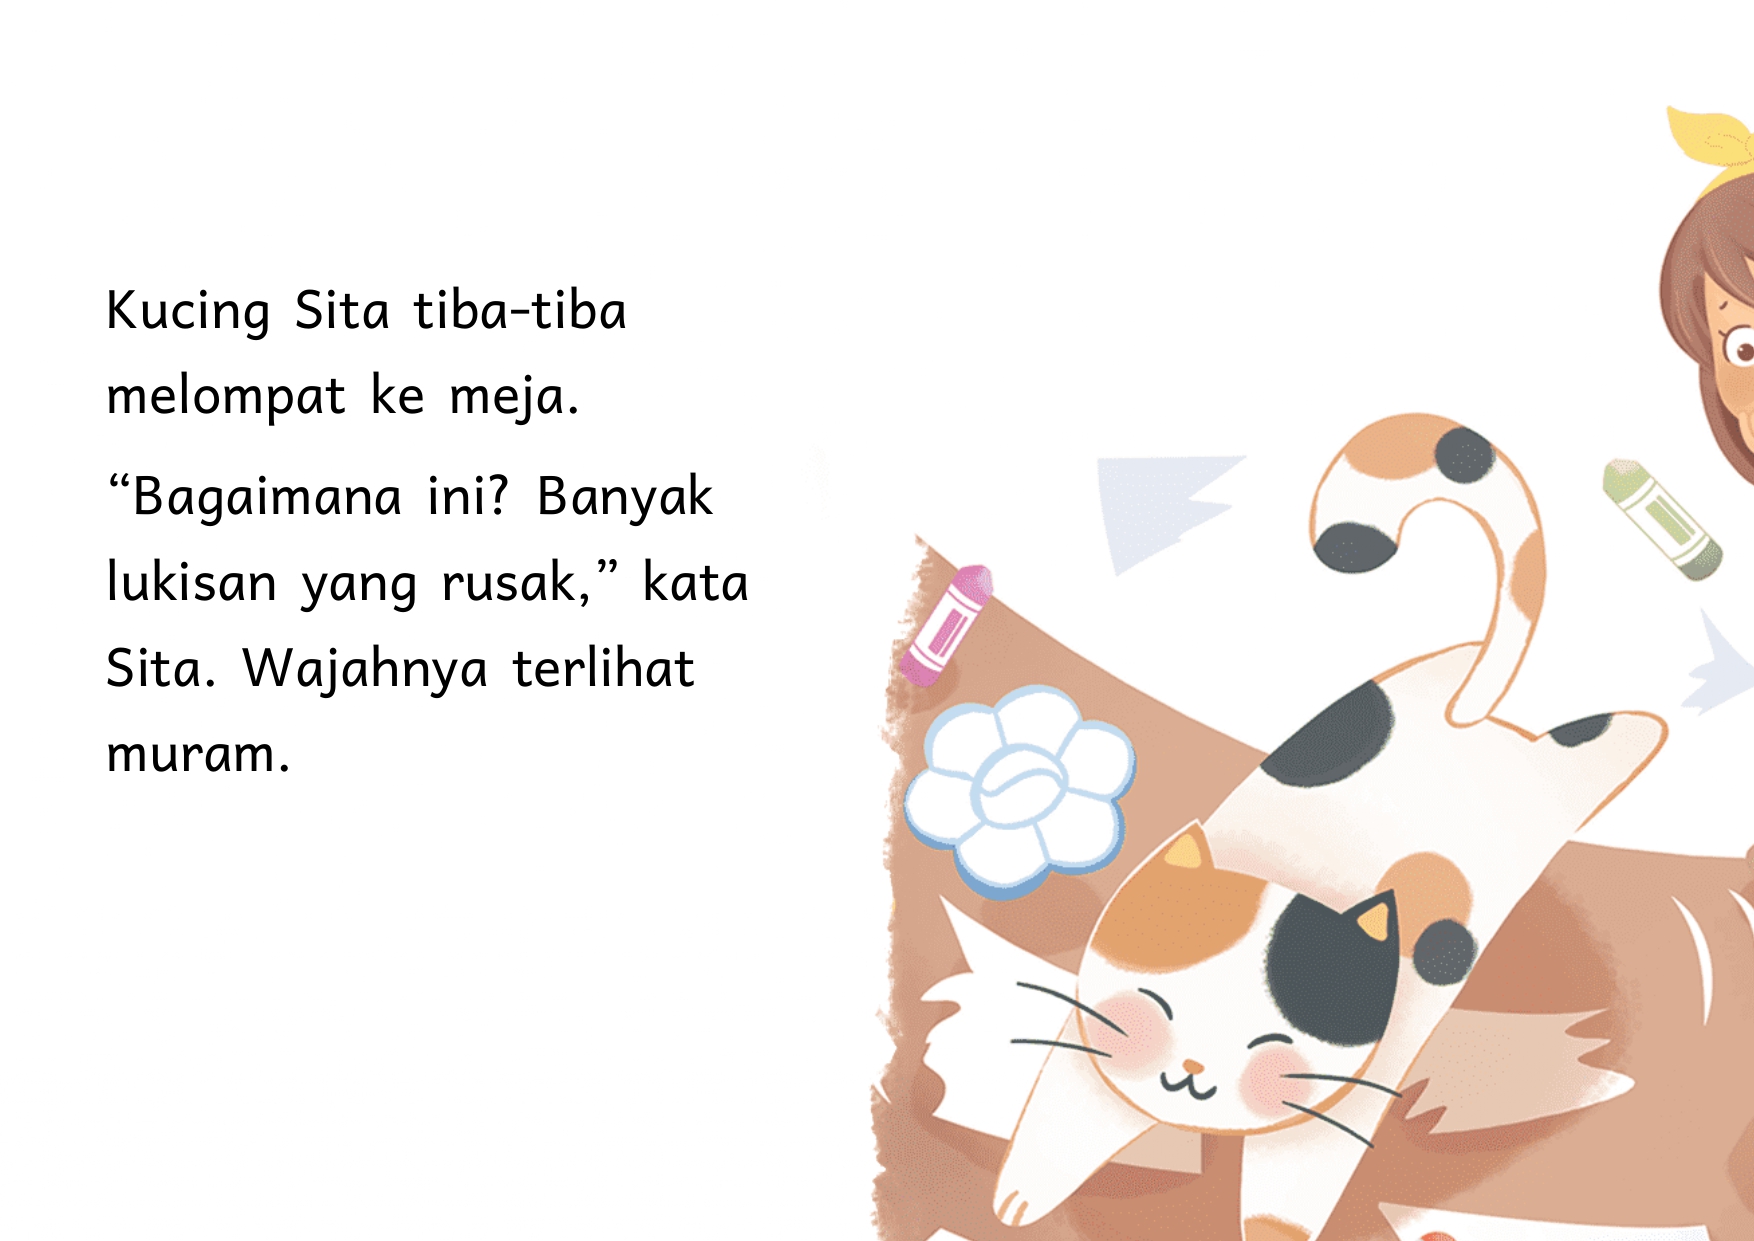 Kucing Sita tiba-tiba
melompat ke meja.
“Bagaimana ini? Banyak
lukisan yang rusak,” kata
Sita. Wajahnya terlihat
muram.